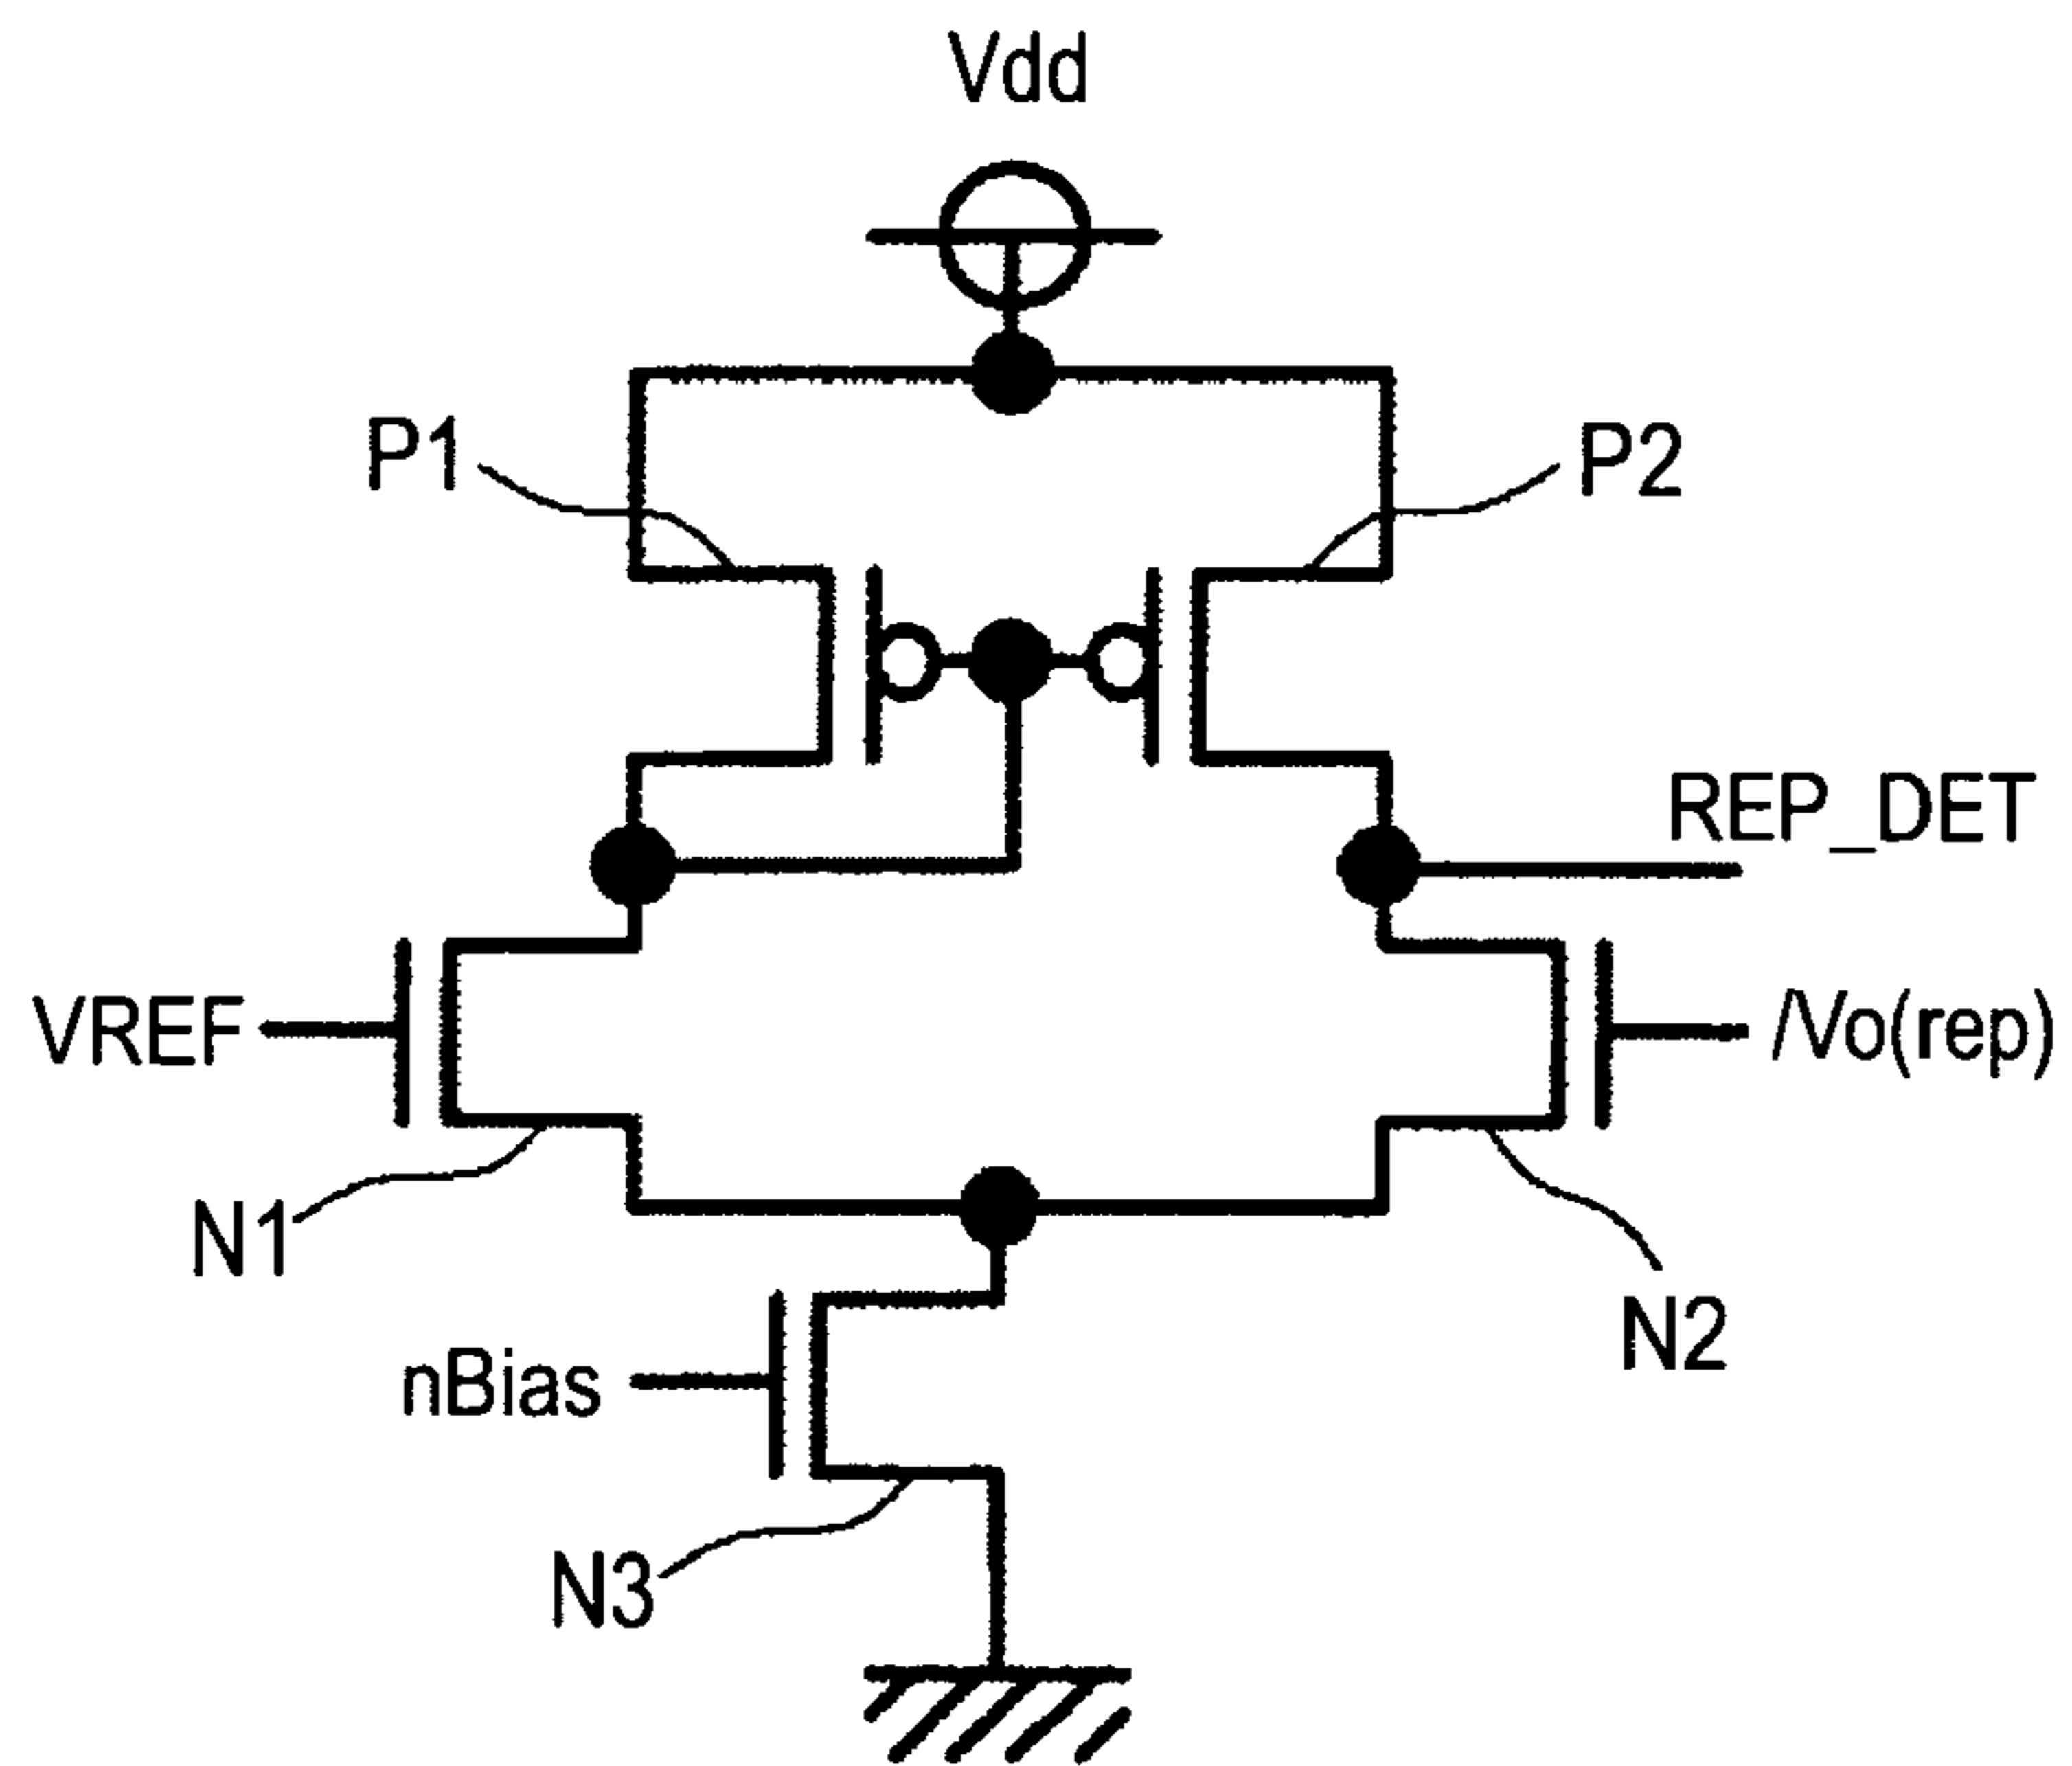 Vdd
P1
P2
REP_DET
VREF
/Vo(rep)
N1
N2
nBias
N3